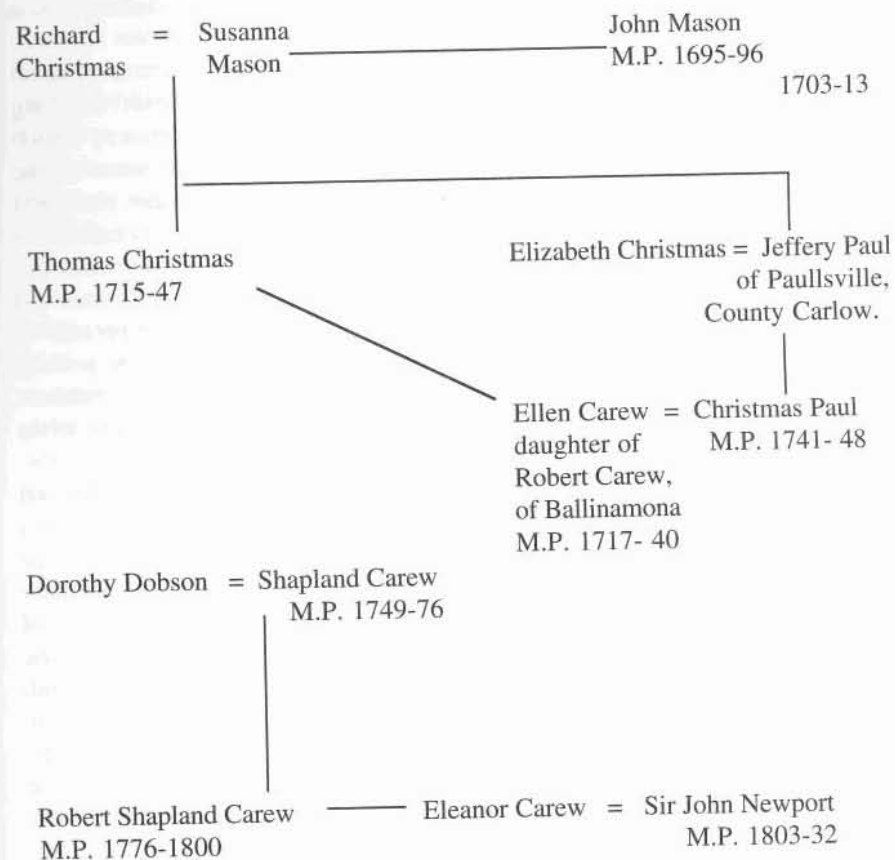 Richard = Susanna
Christmas Mason
John Mason
M.P. 1695-96
1703-13
Thomas Christmas
M.P. 1715-47
Elizabeth Christmas = Jeffery Paul
of Paullsville,
County Carlow.
Ellen Carew = Christmas Paul
daughter of M.P. 1741- 48
Robert Carew,
of Ballinamona
M.P. 1717- 40
Dorothy Dobson = Shapland Carew
M.P. 1749-76
Robert Shapland Carew
M.P. 1776-1800
Eleanor Carew = Sir John Newport
M.P. 1803-32